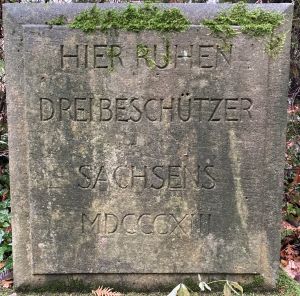 HIER RUHEN
DREI BESCHÜTZER
SACHSENS
MDCCCXIII